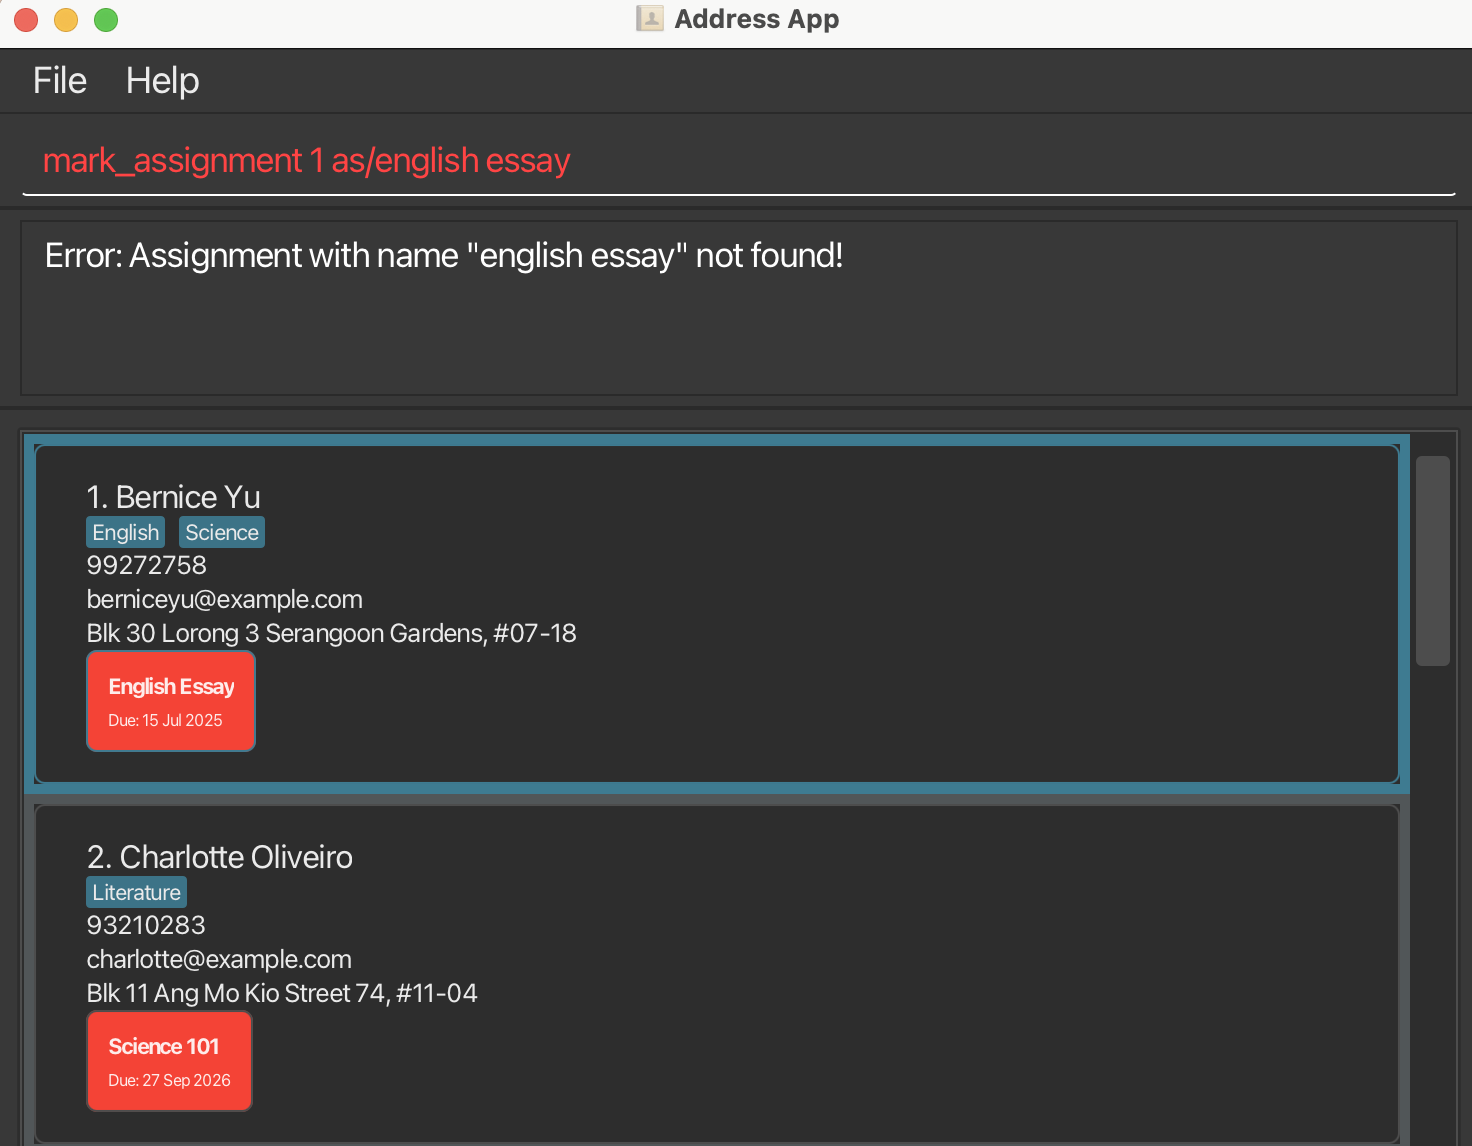 Address App
File Help
mark_assignment 1 as/english essay
Error: Assignment with name "english essay" not found!
1. Bernice Yu
English Science
99272758
berniceyu@example.com
Blk 30 Lorong 3 Serangoon Gardens, #07-18
English Essay
Due: 15 Jul 2025
2. Charlotte Oliveiro
Literature
93210283
charlotte@example.com
Blk 11 Ang Mo Kio Street 74, #11-04
Science 101
Due: 27 Sep 2026